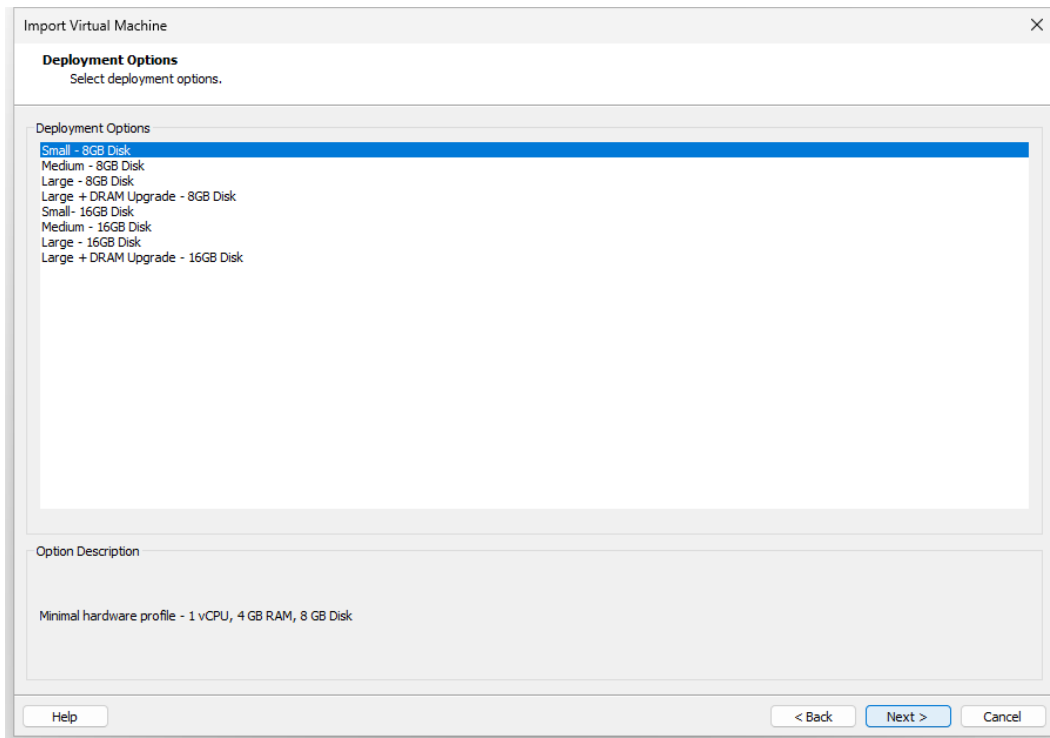 Import Virtual Machine
Deployment Options
Select deployment options.
Deployment Options
Small - 8GB Disk
Medium - 8GB Disk
Large - 8GB Disk
Large + DRAM Upgrade - 8GB Disk
Small- 16GB Disk
Medium - 16GB Disk
Large - 16GB Disk
Large + DRAM Upgrade - 16GB Disk
Option Description
Minimal hardware profile - 1 vCPU, 4 GB RAM, 8 GB Disk
Help
< Back
Next >
Cancel